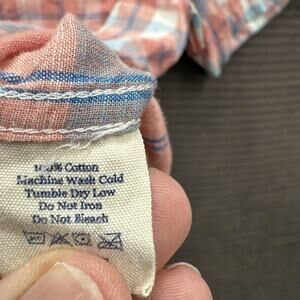 100% Cotton
Machine Wash Cold
Tumble Dry Low
Do Not Iron
Do Not Bleach